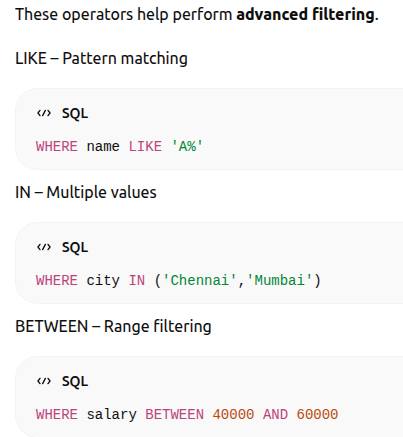 These operators help perform advanced filtering.
LIKE – Pattern matching
SQL
WHERE name LIKE 'A%'
IN – Multiple values
SQL
WHERE city IN ('Chennai','Mumbai')
BETWEEN – Range filtering
SQL
WHERE salary BETWEEN 40000 AND 60000